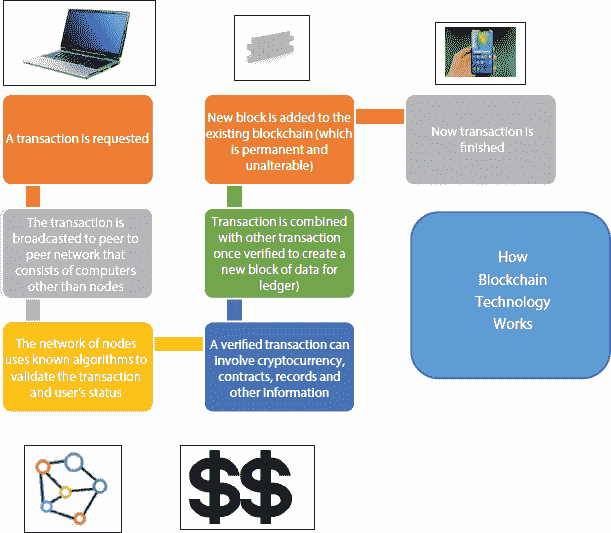 A transaction is requested
The transaction is
broadcasted to peer to
peer network that
consists of computers
other than nodes
The network of nodes
uses known algorithms to
validate the transaction
and user's status
A verified transaction can
involve cryptocurrency,
contracts, records and
other information
Transaction is combined
with other transaction
once verified to create a
new block of data for
ledger)
New block is added to the
existing blockchain (which
is permanent and
unalterable)
Now transaction is
finished
How
Blockchain
Technology
Works
$$